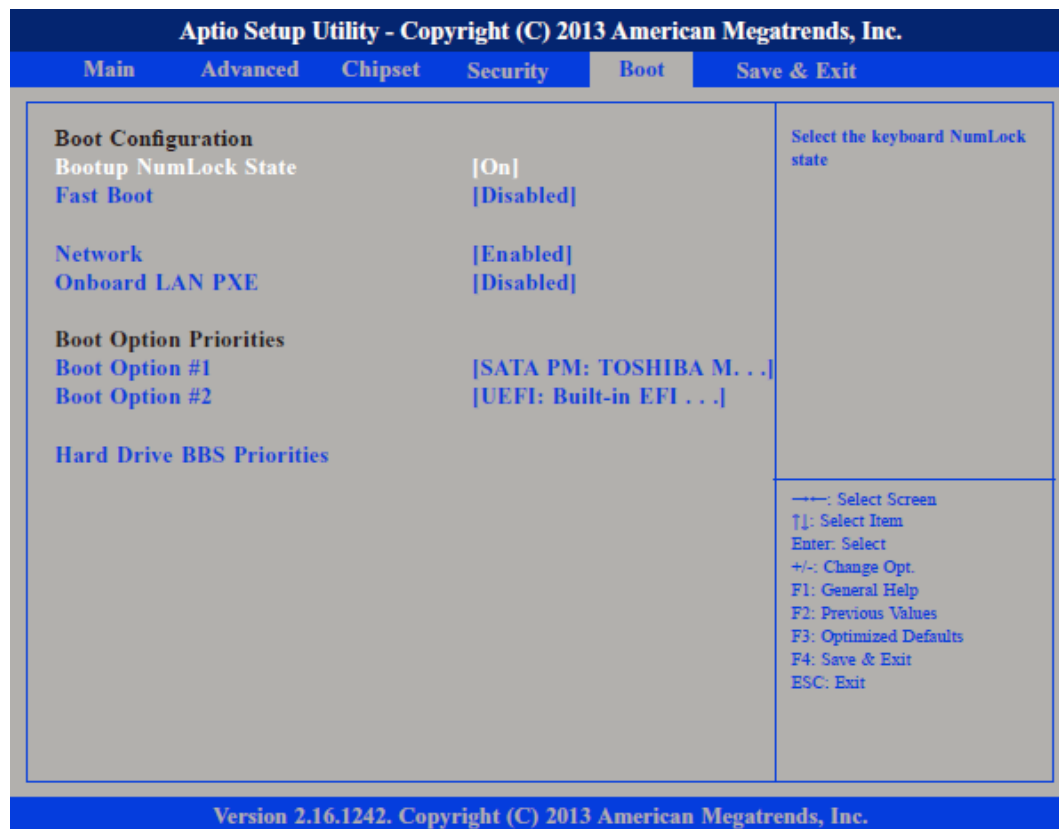 Aptio Setup Utility - Copyright (C) 2013 American Megatrends, Inc.
Main Advanced Chipset Security Boot Save & Exit
Boot Configuration
Bootup NumLock State [On]
Fast Boot [Disabled]
Network [Enabled]
Onboard LAN PXE [Disabled]
Boot Option Priorities
Boot Option #1 [SATA PM: TOSHIBA M. . .]
Boot Option #2 [UEFI: Built-in EFI . . .]
Hard Drive BBS Priorities
Select the keyboard NumLock
state
→←: Select Screen
↑↓: Select Item
Enter: Select
+/-: Change Opt.
F1: General Help
F2: Previous Values
F3: Optimized Defaults
F4: Save & Exit
ESC: Exit
Version 2.16.1242. Copyright (C) 2013 American Megatrends, Inc.